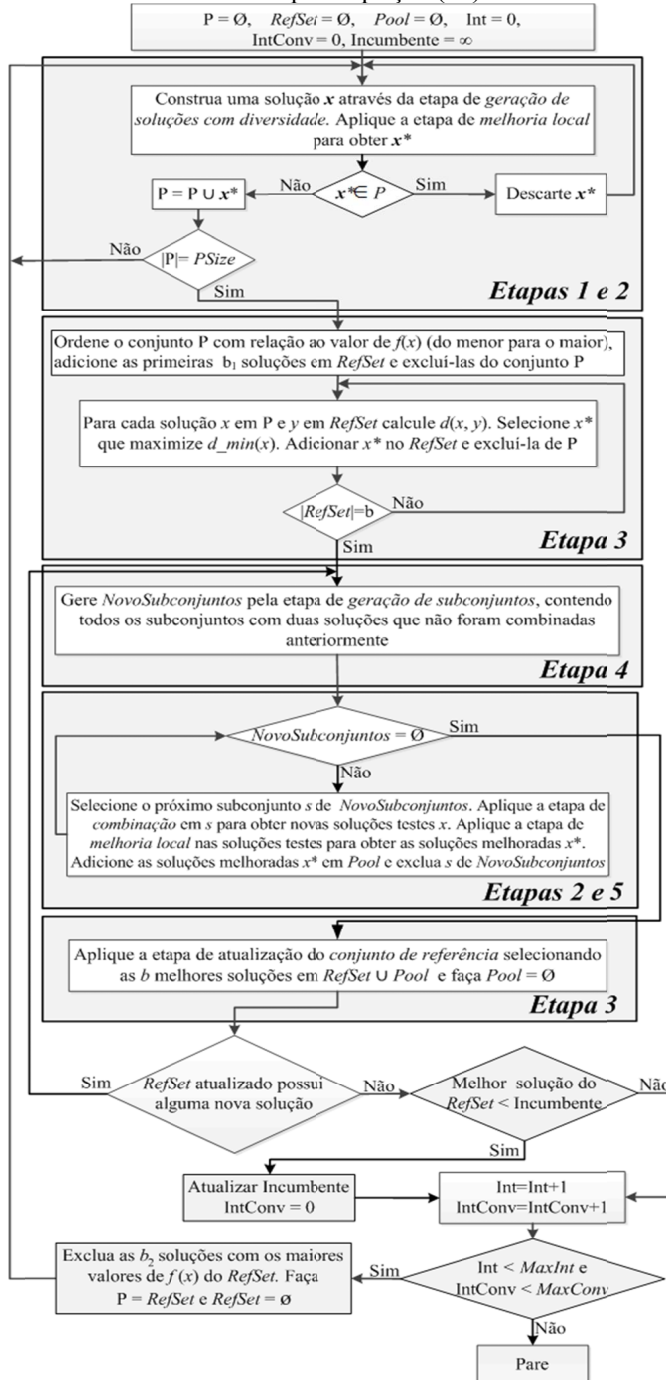 P = Ø, RefSet = Ø, Pool = Ø, Int = 0,
IntConv = 0, Incumbente = ∞
Construa uma solução x através da etapa de geração de
soluções com diversidade. Aplique a etapa de melhoria local
para obter x*
P = P ∪ x*
Não
x*∈ P
Sim
Descarte x*
Não
|P|= PSize
Sim
Etapas 1 e 2
Ordene o conjunto P com relação ao valor de f(x) (do menor para o maior),
adicione as primeiras b₁ soluções em RefSet e excluí-las do conjunto P
Para cada solução x em P e y em RefSet calcule d(x, y). Selecione x*
que maximize d_min(x). Adicionar x* no RefSet e excluí-la de P
|RefSet|=b
Não
Sim
Etapa 3
Gere NovoSubconjuntos pela etapa de geração de subconjuntos, contendo
todos os subconjuntos com duas soluções que não foram combinadas
anteriormente
Etapa 4
NovoSubconjuntos = Ø
Sim
Não
Selecione o próximo subconjunto s de NovoSubconjuntos. Aplique a etapa de
combinação em s para obter novas soluções testes x. Aplique a etapa de
melhoria local nas soluções testes para obter as soluções melhoradas x*.
Adicione as soluções melhoradas x* em Pool e exclua s de NovoSubconjuntos
Etapas 2 e 5
Aplique a etapa de atualização do conjunto de referência selecionando
as b melhores soluções em RefSet ∪ Pool e faça Pool = Ø
Etapa 3
Sim
RefSet atualizado possui
alguma nova solução
Não
Melhor solução do
RefSet < Incumbente
Não
Sim
Atualizar Incumbente
IntConv = 0
Int=Int+1
IntConv=IntConv+1
Exclua as b₂ soluções com os maiores
valores de f (x) do RefSet. Faça
P = RefSet e RefSet = ø
Sim
Int < MaxInt e
IntConv < MaxConv
Não
Pare